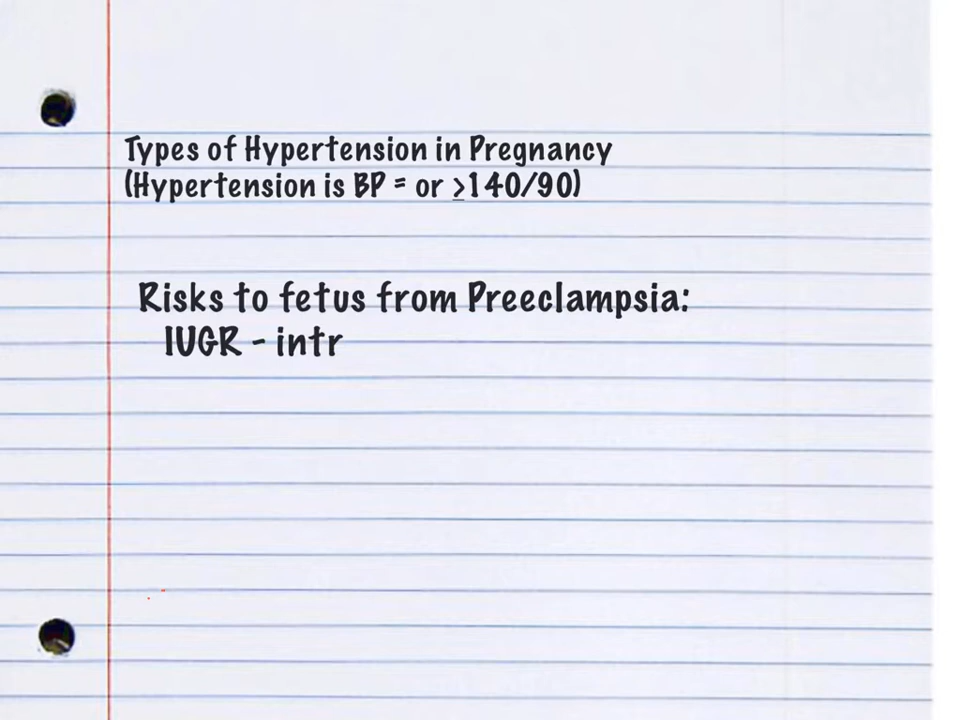 Types of Hypertension in Pregnancy
(Hypertension is BP = or ≥140/90)
Risks to fetus from Preeclampsia:
IUGR - intr